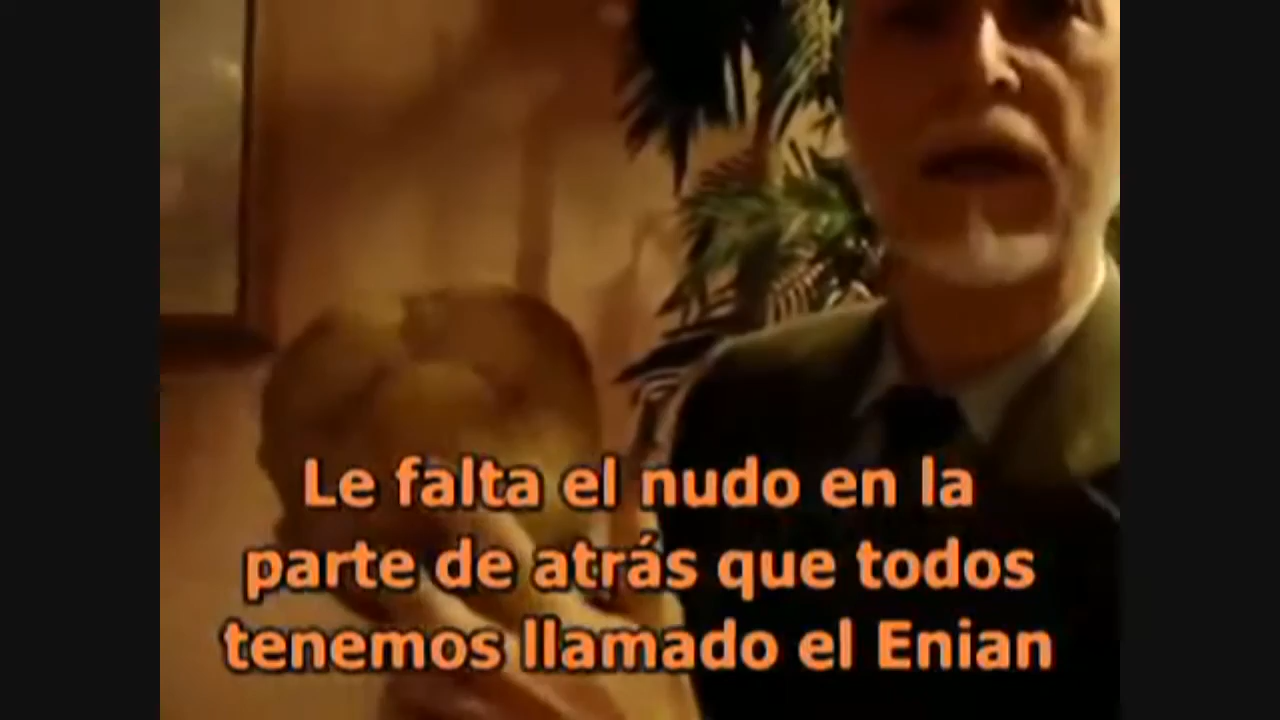 Le falta el nudo en la
parte de atrás que todos
tenemos llamado el Enian